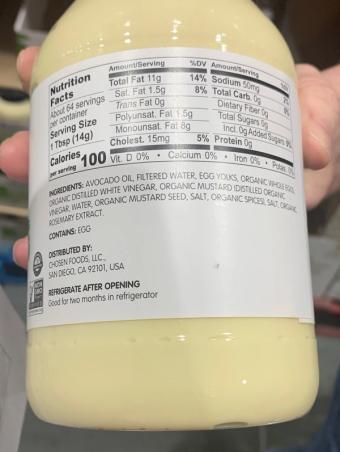 Nutrition
Facts
About 64 servings
per container
Serving Size
1 Tbsp (14g)
Calories 100
per serving
Amount/Serving %DV
Total Fat 11g 14%
Sat. Fat 1.5g 8%
Trans Fat 0g
Polyunsat. Fat 1.5g
Monounsat. Fat 8g
Cholest. 15mg 5%
Amount/Serving
Sodium 50mg
Total Carb. 0g
Dietary Fiber 0g
Total Sugars 0g
Incl. 0g Added Sugars
Protein 0g
Vit. D 0% • Calcium 0% • Iron 0% •
INGREDIENTS: AVOCADO OIL, FILTERED WATER, EGG YOLKS, ORGANIC WHOLE EGGS,
ORGANIC DISTILLED WHITE VINEGAR, ORGANIC MUSTARD (DISTILLED ORGANIC
VINEGAR, WATER, ORGANIC MUSTARD SEED, SALT, ORGANIC SPICES), SALT, ORGANIC
ROSEMARY EXTRACT.
CONTAINS: EGG
DISTRIBUTED BY:
CHOSEN FOODS, LLC.,
SAN DIEGO, CA 92101, USA
REFRIGERATE AFTER OPENING
Good for two months in refrigerator